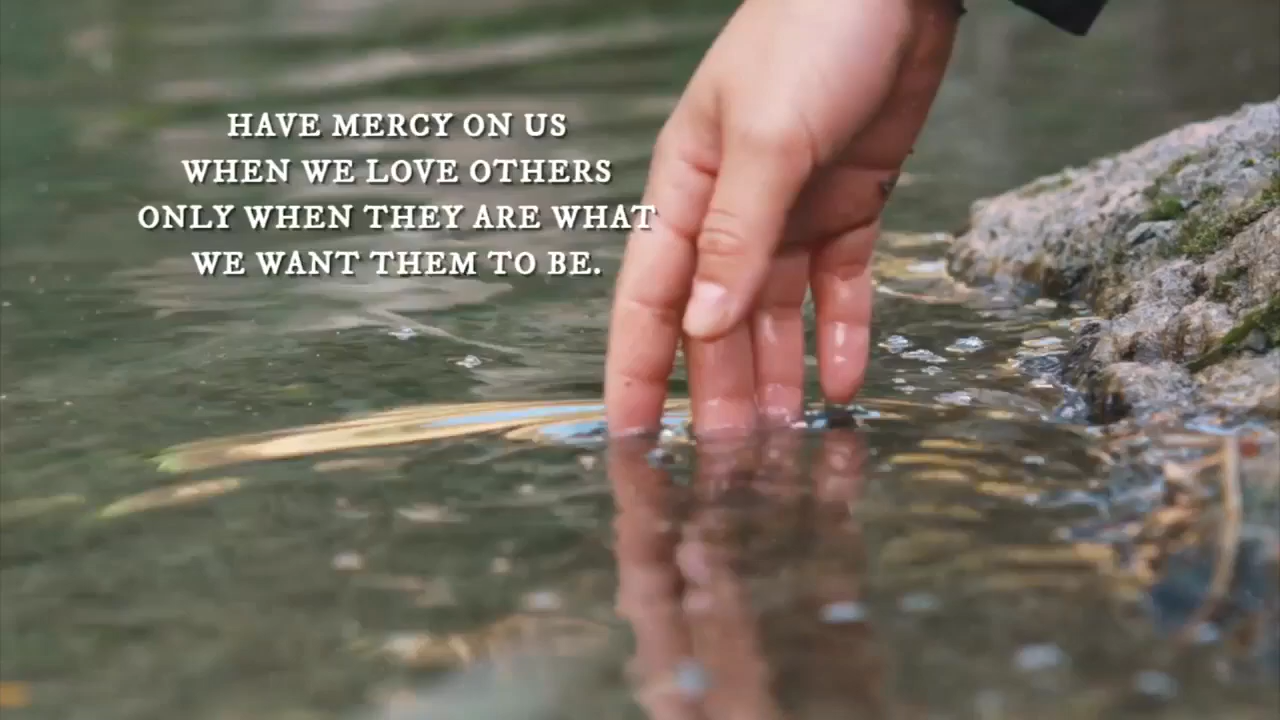 HAVE MERCY ON US
WHEN WE LOVE OTHERS
ONLY WHEN THEY ARE WHAT
WE WANT THEM TO BE.